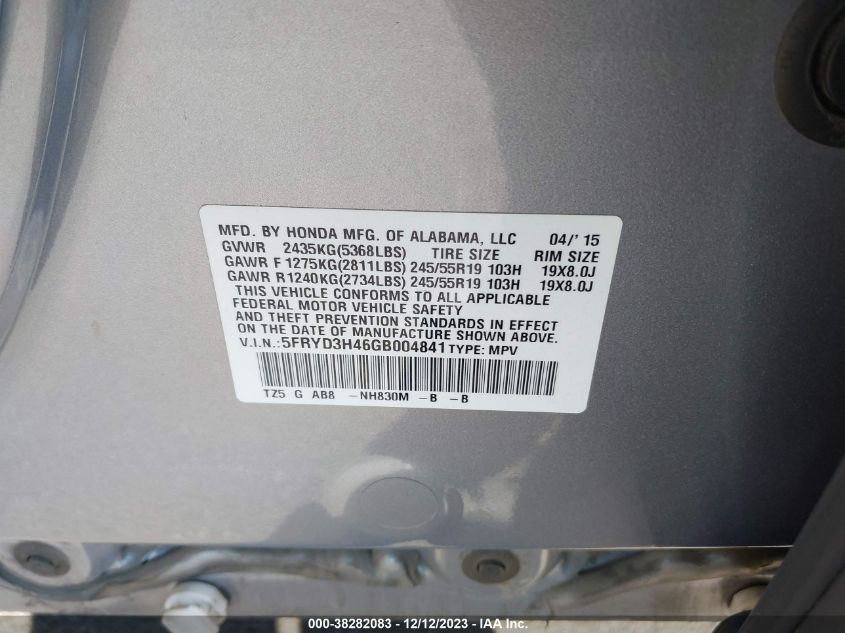 MFD. BY HONDA MFG. OF ALABAMA, LLC 04/' 15
GVWR 2435KG(5368LBS) TIRE SIZE RIM SIZE
GAWR F 1275KG(2811LBS) 245/55R19 103H 19X8.0J
GAWR R1240KG(2734LBS) 245/55R19 103H 19X8.0J
THIS VEHICLE CONFORMS TO ALL APPLICABLE
FEDERAL MOTOR VEHICLE SAFETY
AND THEFT PREVENTION STANDARDS IN EFFECT
ON THE DATE OF MANUFACTURE SHOWN ABOVE.
V.I.N.:5FRYD3H46GB004841 TYPE: MPV
TZ5 G AB8 -NH830M -B -B
000-38282083 - 12/12/2023 - IAA Inc.